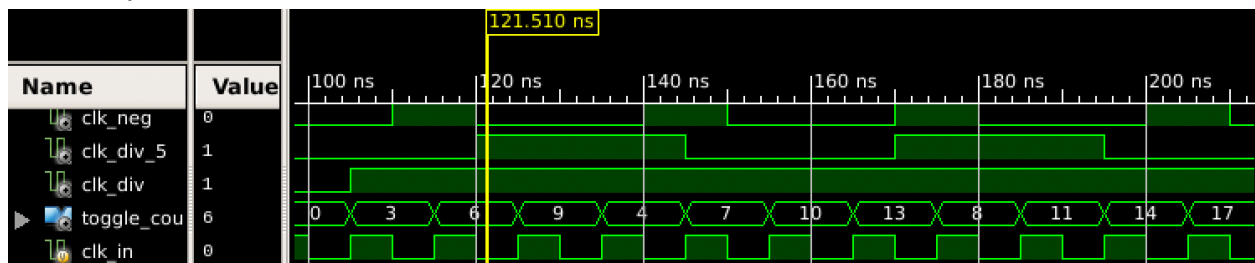 121.510 ns
Name Value 100 ns 120 ns 140 ns 160 ns 180 ns 200 ns
clk_neg 0
clk_div_5 1
clk_div 1
toggle_cou 6 0 3 6 9 4 7 10 13 8 11 14 17
clk_in 0